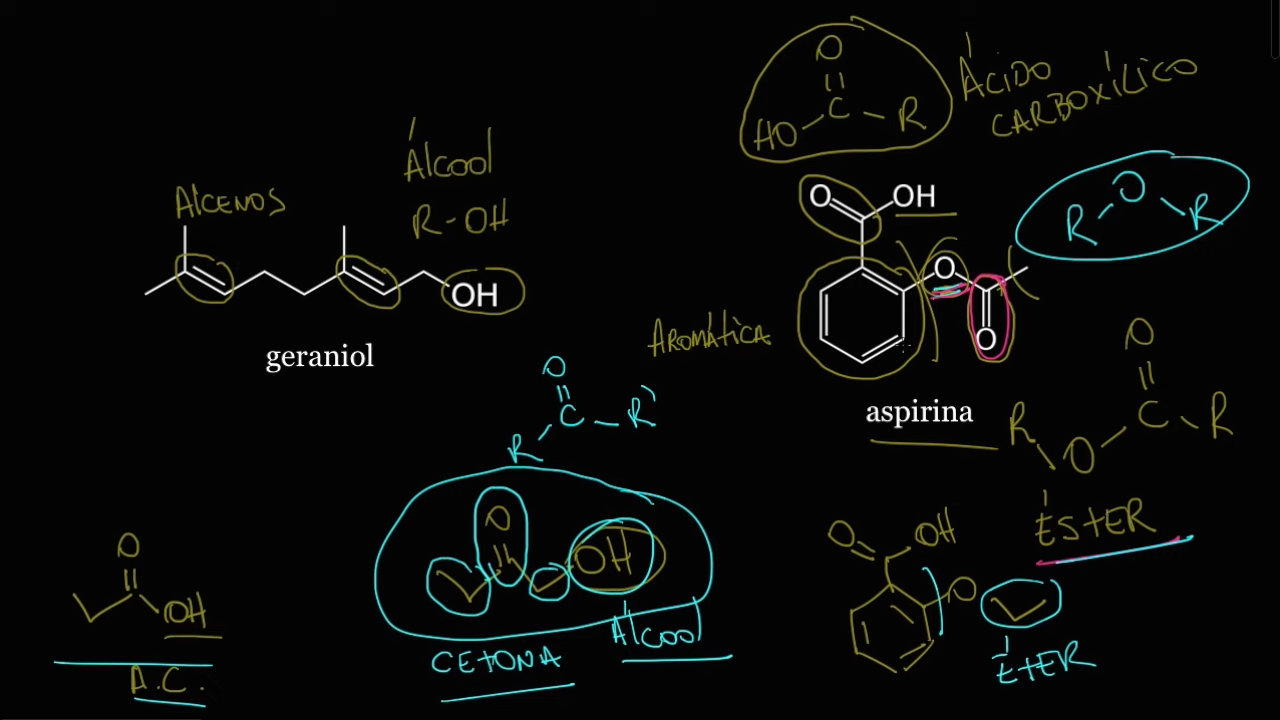 O
HO C R
ÁCIDO
CARBOXÍLICO
Álcool
R-OH
Alcenos
OH
geraniol
O OH
O
O
R O R
Aromática
aspirina
O
R O C R
ÉSTER
O
R C R'
O
OH
CETONA
Álcool
O
OH
A.C.
O OH
O
ÉTER